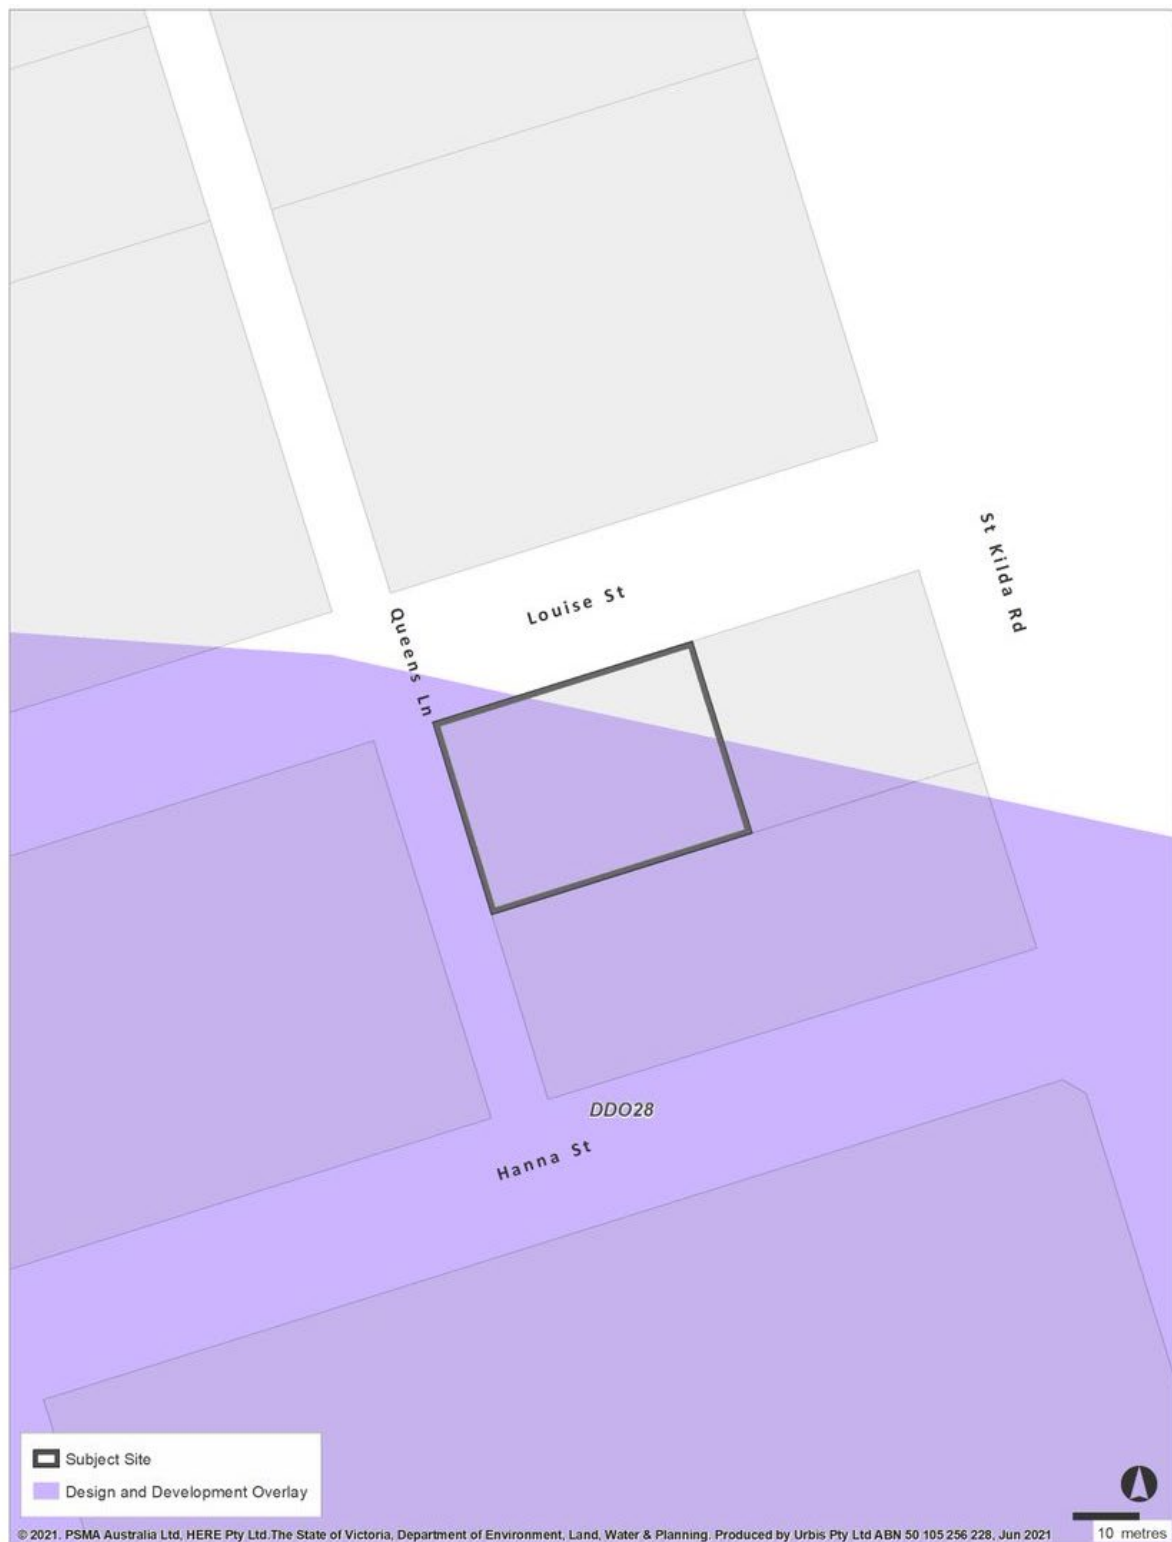 St Kilda Rd
Louise St
Queens Ln
DDO28
Hanna St
Subject Site
Design and Development Overlay
10 metres
© 2021. PSMA Australia Ltd, HERE Pty Ltd.The State of Victoria, Department of Environment, Land, Water & Planning. Produced by Urbis Pty Ltd ABN 50 105 256 228, Jun 2021